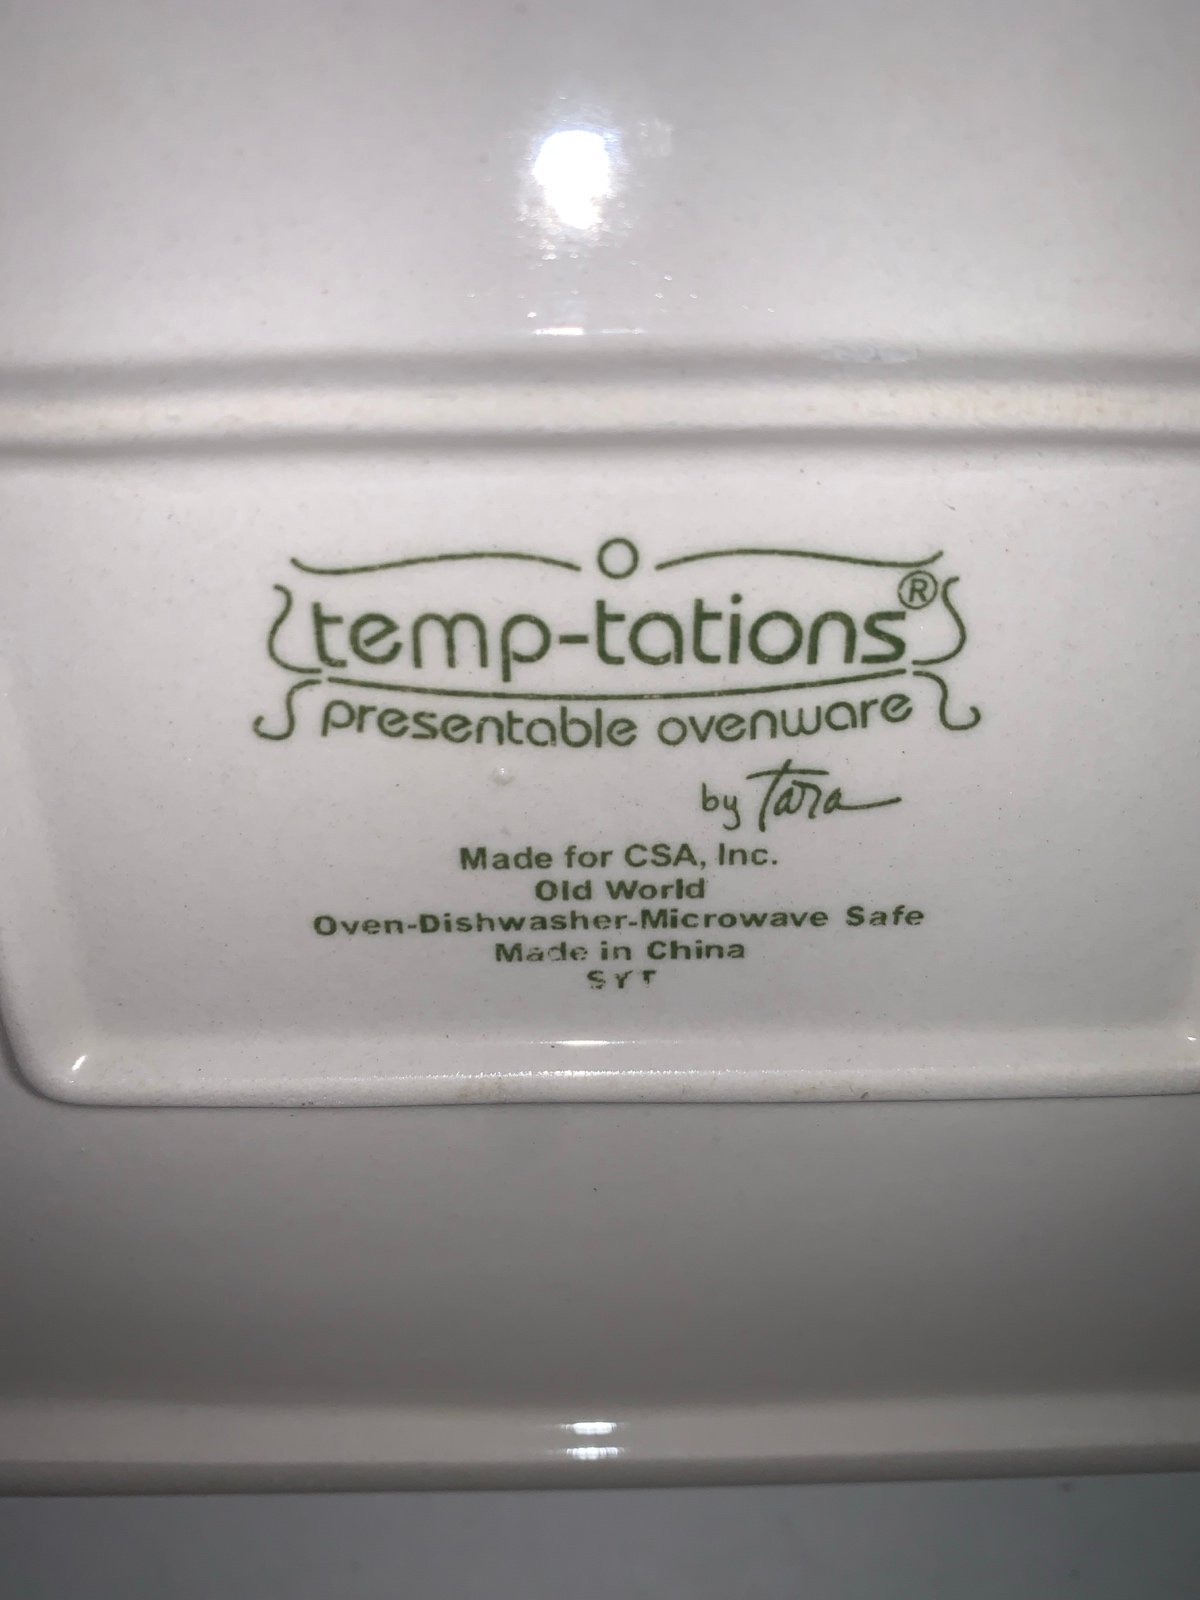 temp-tations®
presentable ovenware
by Tara
Made for CSA, Inc.
Old World
Oven-Dishwasher-Microwave Safe
Made in China
SYT